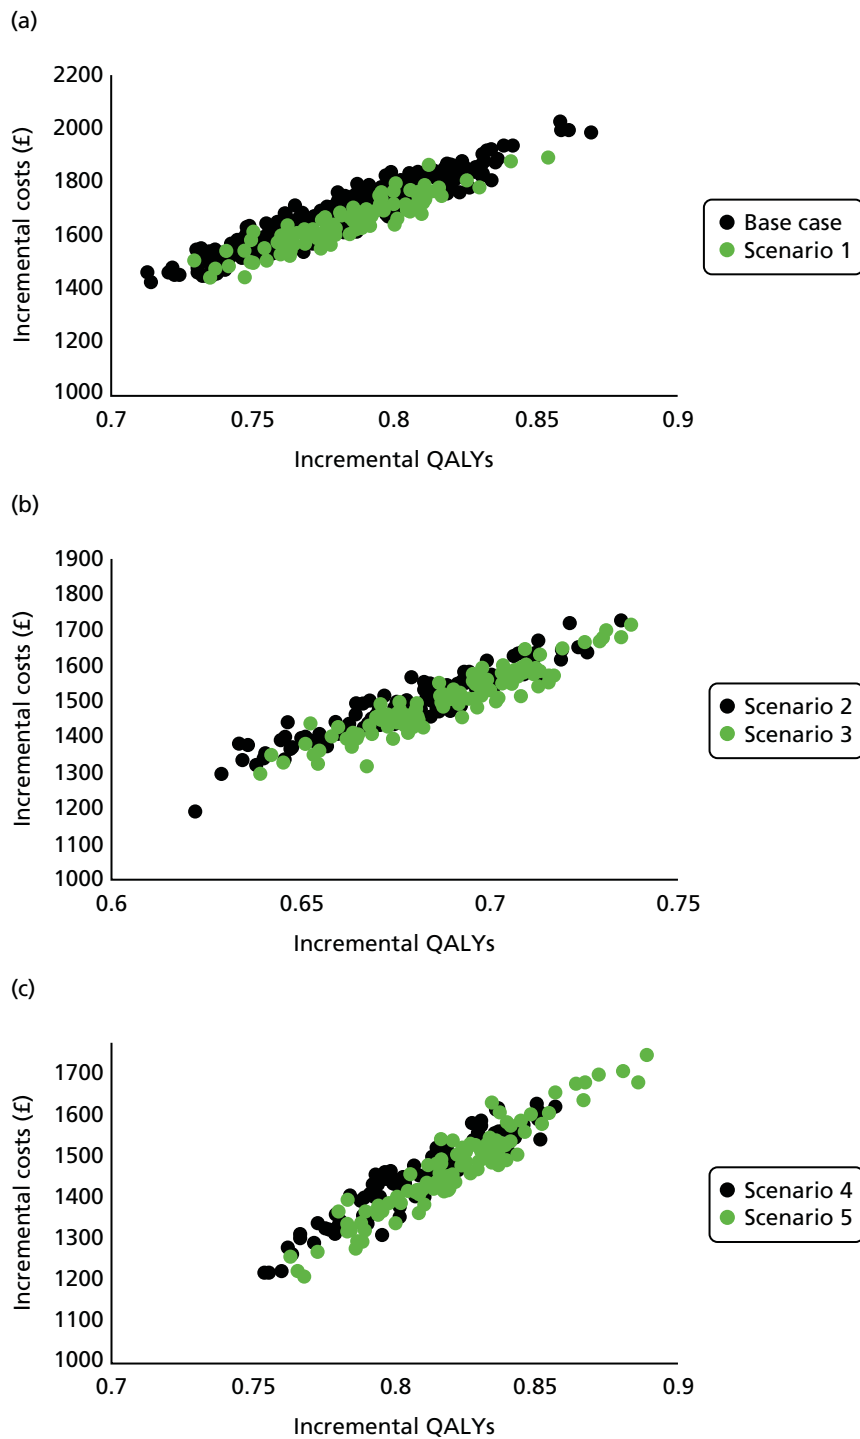 (a)
2200
2000
1800
1600
1400
1200
1000
Incremental costs (£)
0.7 0.75 0.8 0.85 0.9
Incremental QALYs
Base case
Scenario 1
(b)
1900
1800
1700
1600
1500
1400
1300
1200
1100
1000
Incremental costs (£)
0.6 0.65 0.7 0.75
Incremental QALYs
Scenario 2
Scenario 3
(c)
1700
1600
1500
1400
1300
1200
1100
1000
Incremental costs (£)
0.7 0.75 0.8 0.85 0.9
Incremental QALYs
Scenario 4
Scenario 5